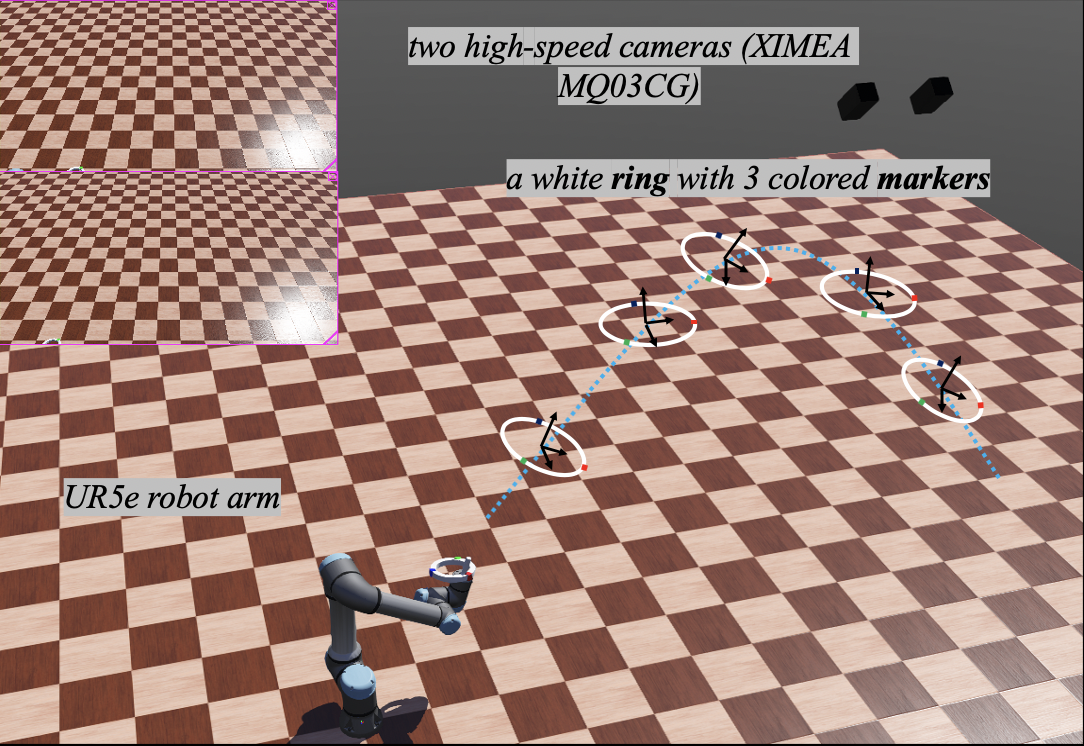 two high-speed cameras (XIMEA
MQ03CG)
a white ring with 3 colored markers
UR5e robot arm